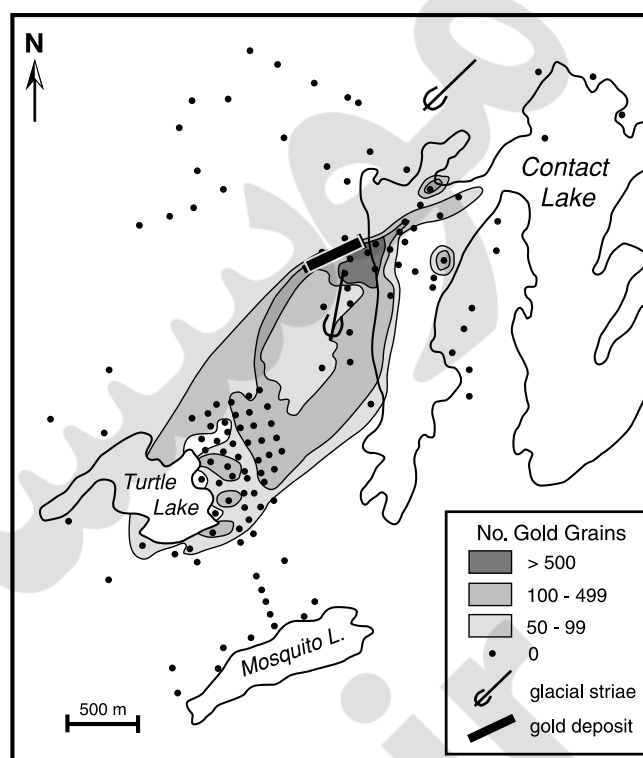 N
Contact
Lake
Turtle
Lake
Mosquito L.
500 m
No. Gold Grains
> 500
100 - 499
50 - 99
0
glacial striae
gold deposit